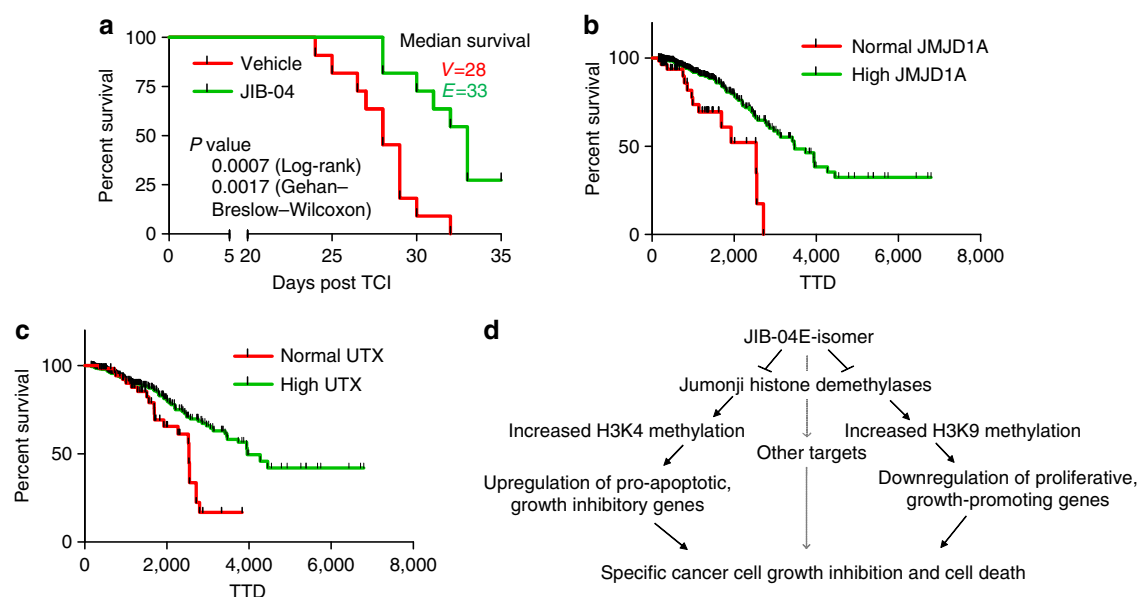 a
Percent survival
100
75
50
25
0
0
5 20
25
30
35
Days post TCI
Vehicle
JIB-04
Median survival
V=28
E=33
P value
0.0007 (Log-rank)
0.0017 (Gehan–
Breslow–Wilcoxon)
b
Percent survival
100
50
0
0
2,000
4,000
6,000
8,000
TTD
Normal JMJD1A
High JMJD1A
c
Percent survival
100
50
0
0
2,000
4,000
6,000
8,000
TTD
Normal UTX
High UTX
d
JIB-04E-isomer
Jumonji histone demethylases
Increased H3K4 methylation
Increased H3K9 methylation
Other targets
Upregulation of pro-apoptotic,
growth inhibitory genes
Downregulation of proliferative,
growth-promoting genes
Specific cancer cell growth inhibition and cell death